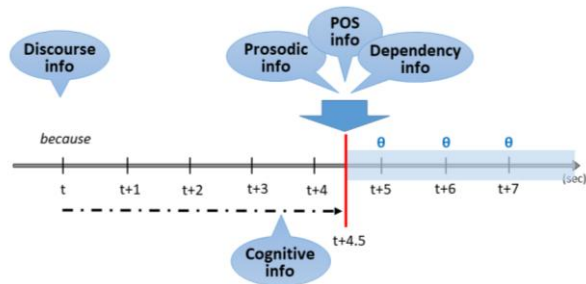 Discourse
info
Prosodic
info
POS
info
Dependency
info
because
θ θ θ
t t+1 t+2 t+3 t+4 t+5 t+6 t+7 (sec)
t+4.5
Cognitive
info